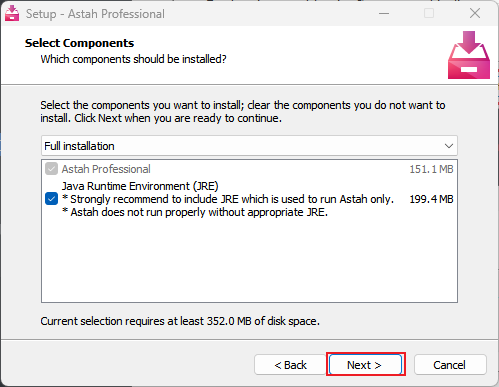 Setup - Astah Professional
Select Components
Which components should be installed?
Select the components you want to install; clear the components you do not want to
install. Click Next when you are ready to continue.
Full installation
Astah Professional 151.1 MB
Java Runtime Environment (JRE)
* Strongly recommend to include JRE which is used to run Astah only. 199.4 MB
* Astah does not run properly without appropriate JRE.
Current selection requires at least 352.0 MB of disk space.
< Back Next > Cancel